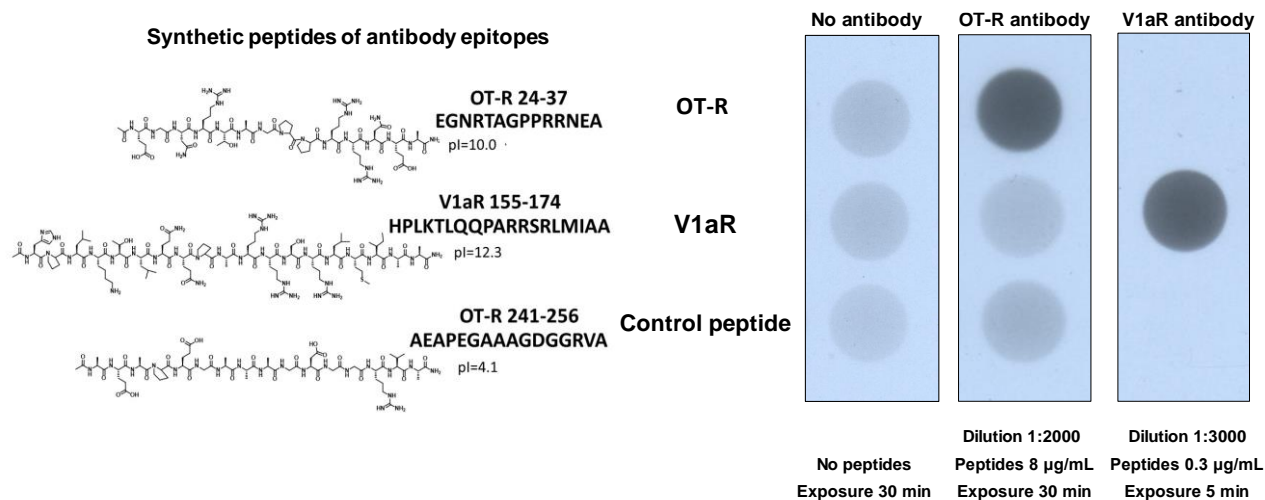 Synthetic peptides of antibody epitopes
OT-R 24-37
EGNRTAGPPRRNEA
pI=10.0
V1aR 155-174
HPLKTLQQPARRSRLMIAA
pI=12.3
OT-R 241-256
AEAPEGAAAGDGGRVA
pI=4.1
OT-R
V1aR
Control peptide
No antibody
OT-R antibody
V1aR antibody
No peptides
Exposure 30 min
Dilution 1:2000
Peptides 8 µg/mL
Exposure 30 min
Dilution 1:3000
Peptides 0.3 µg/mL
Exposure 5 min